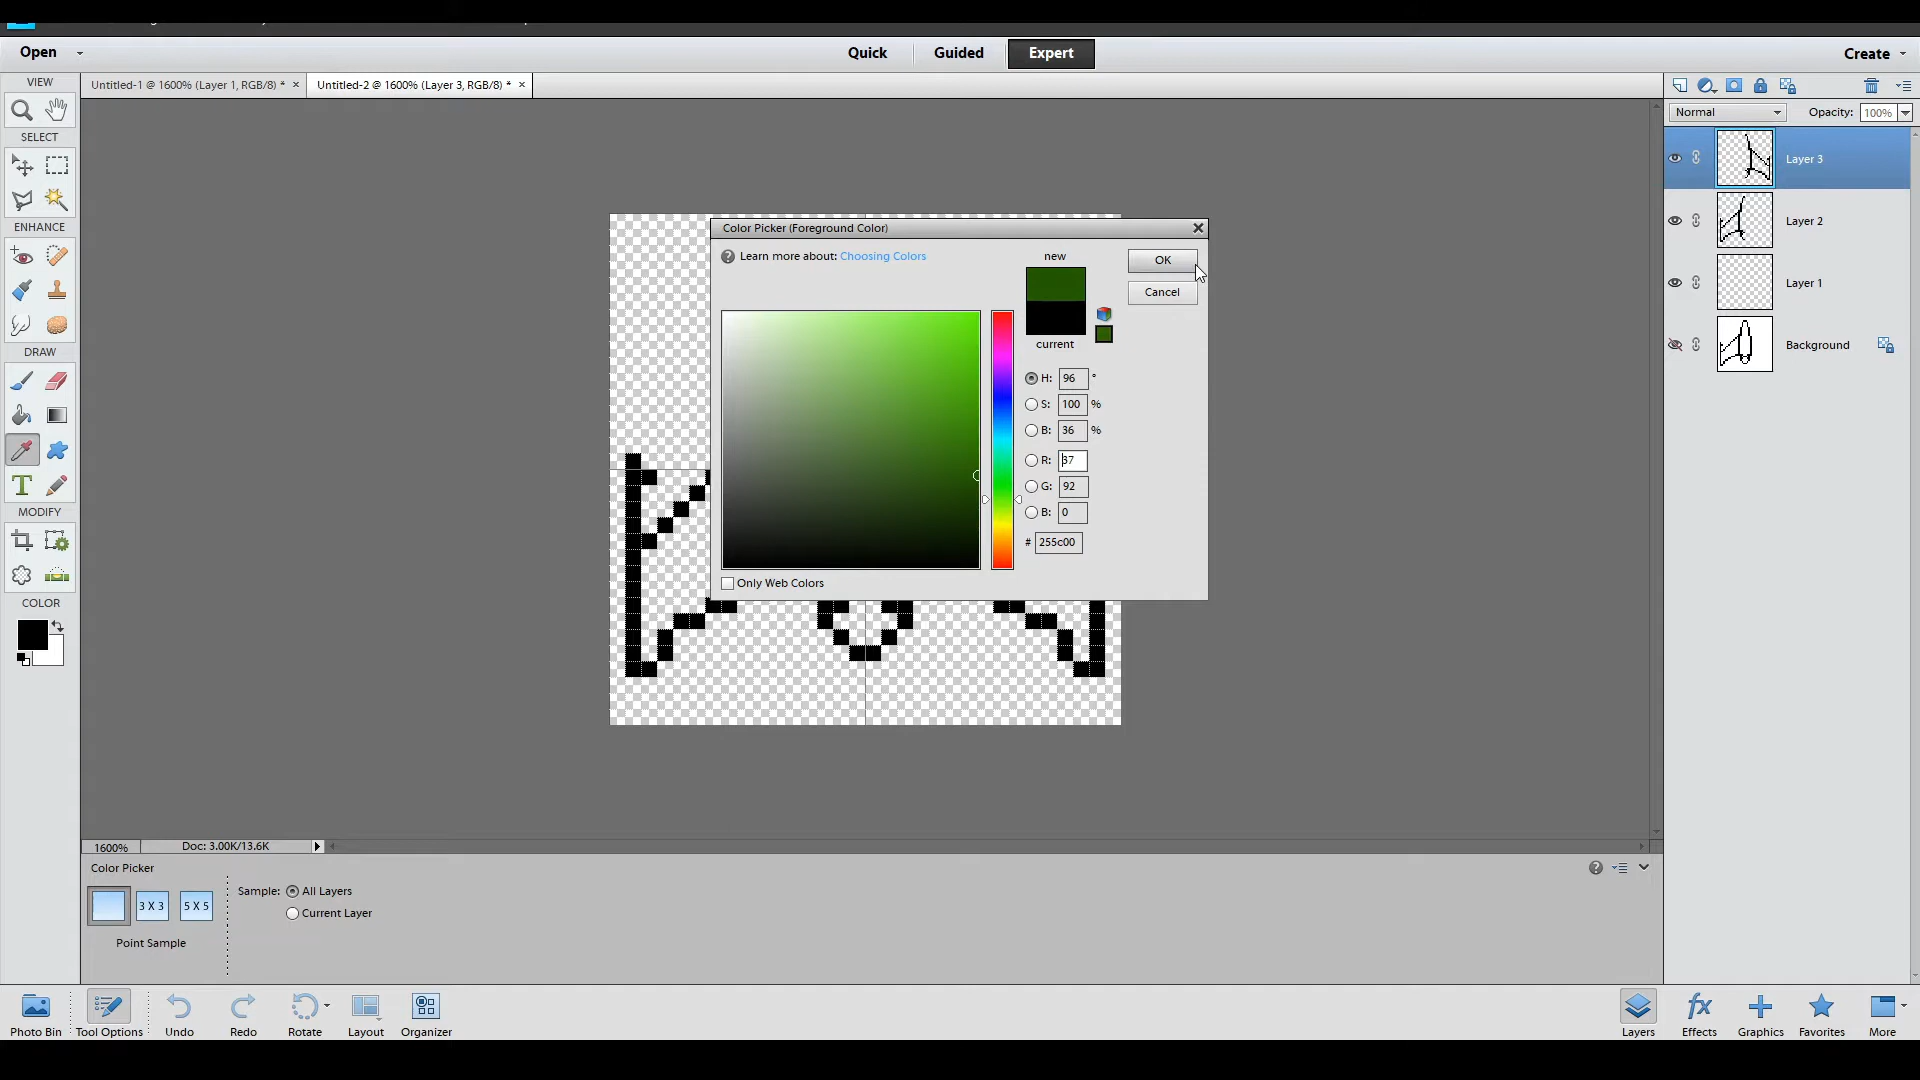 Open Quick Guided Expert Create
VIEW Untitled-1 @ 1600% (Layer 1, RGB/8) * × Untitled-2 @ 1600% (Layer 3, RGB/8) * ×
Normal Opacity: 100%
SELECT
Layer 3
Layer 2
ENHANCE
Color Picker (Foreground Color)
Learn more about: Choosing Colors new OK
Layer 1
Cancel
current
Background
DRAW
H: 96 °
S: 100 %
B: 36 %
R: 37
G: 92
B: 0
# 255c00
Only Web Colors
MODIFY
COLOR
1600% Doc: 3.00K/13.6K
Color Picker
Sample: All Layers
3 X 3 5 X 5
Current Layer
Point Sample
Photo Bin Tool Options Undo Redo Rotate Layout Organizer Layers Effects Graphics Favorites More